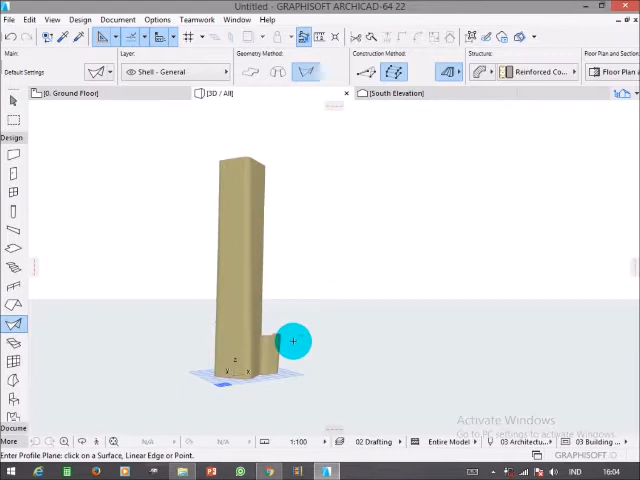 Untitled - GRAPHISOFT ARCHICAD-64 22
File Edit View Design Document Options Teamwork Window Help
Main: Layer: Geometry Method: Construction Method: Structure: Floor Plan and Section
Default Settings Shell - General Reinforced Co... Floor Plan a
[0. Ground Floor] [3D / All] [South Elevation]
Design
z
y x
Activate Windows
Go to PC settings to activate Windows.
Docume
More N/A N/A 1:100 02 Drafting Entire Model 03 Architectur... 03 Building
Enter Profile Plane: click on a Surface, Linear Edge or Point. GRAPHISOFT.
IND 16:04